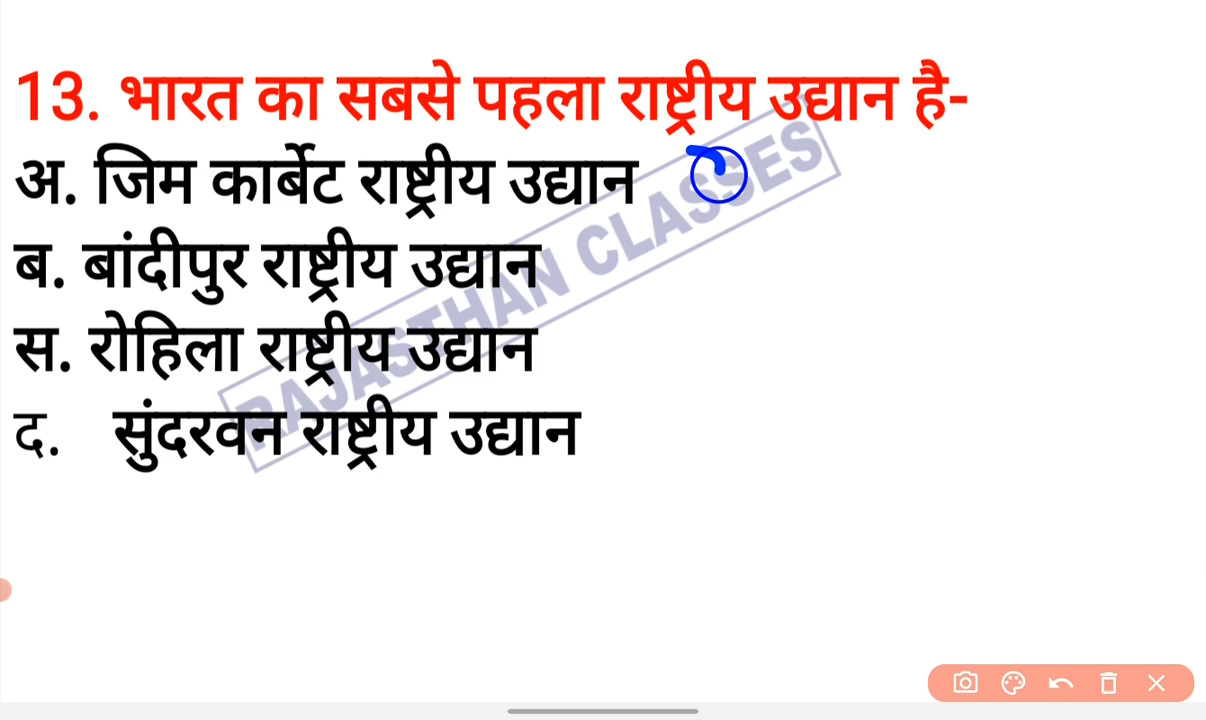 13. भारत का सबसे पहला राष्ट्रीय उद्यान है-
अ. जिम कार्बेट राष्ट्रीय उद्यान
ब. बांदीपुर राष्ट्रीय उद्यान
स. रोहिला राष्ट्रीय उद्यान
द. सुंदरवन राष्ट्रीय उद्यान
RAJASTHAN CLASSES